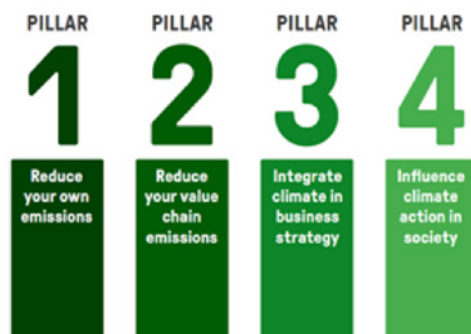 PILLAR
1
Reduce
your own
emissions
PILLAR
2
Reduce
your value
chain
emissions
PILLAR
3
Integrate
climate in
business
strategy
PILLAR
4
Influence
climate
action in
society